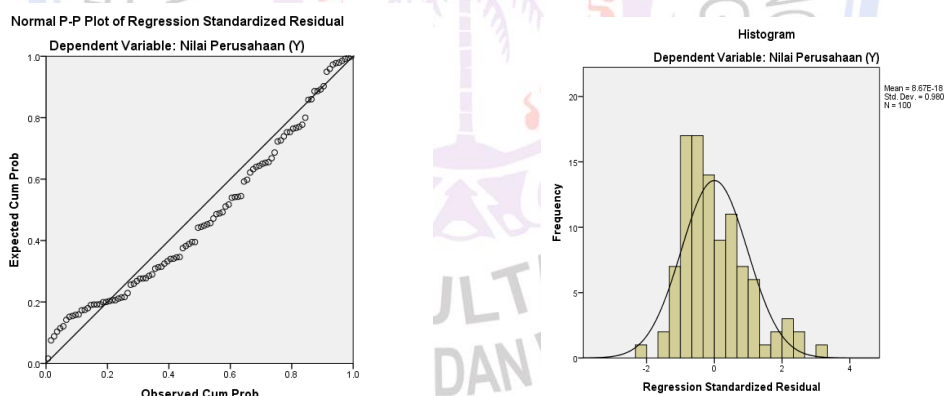 Normal P-P Plot of Regression Standardized Residual
Dependent Variable: Nilai Perusahaan (Y)
1.0
0.8
0.6
0.4
0.2
0.0
Expected Cum Prob
0.0 0.2 0.4 0.6 0.8 1.0
Observed Cum Prob
Histogram
Dependent Variable: Nilai Perusahaan (Y)
Mean = 8.67E-18
Std. Dev. = 0.980
N = 100
20
15
10
5
0
Frequency
-2 0 2 4
Regression Standardized Residual
ULT
DAN